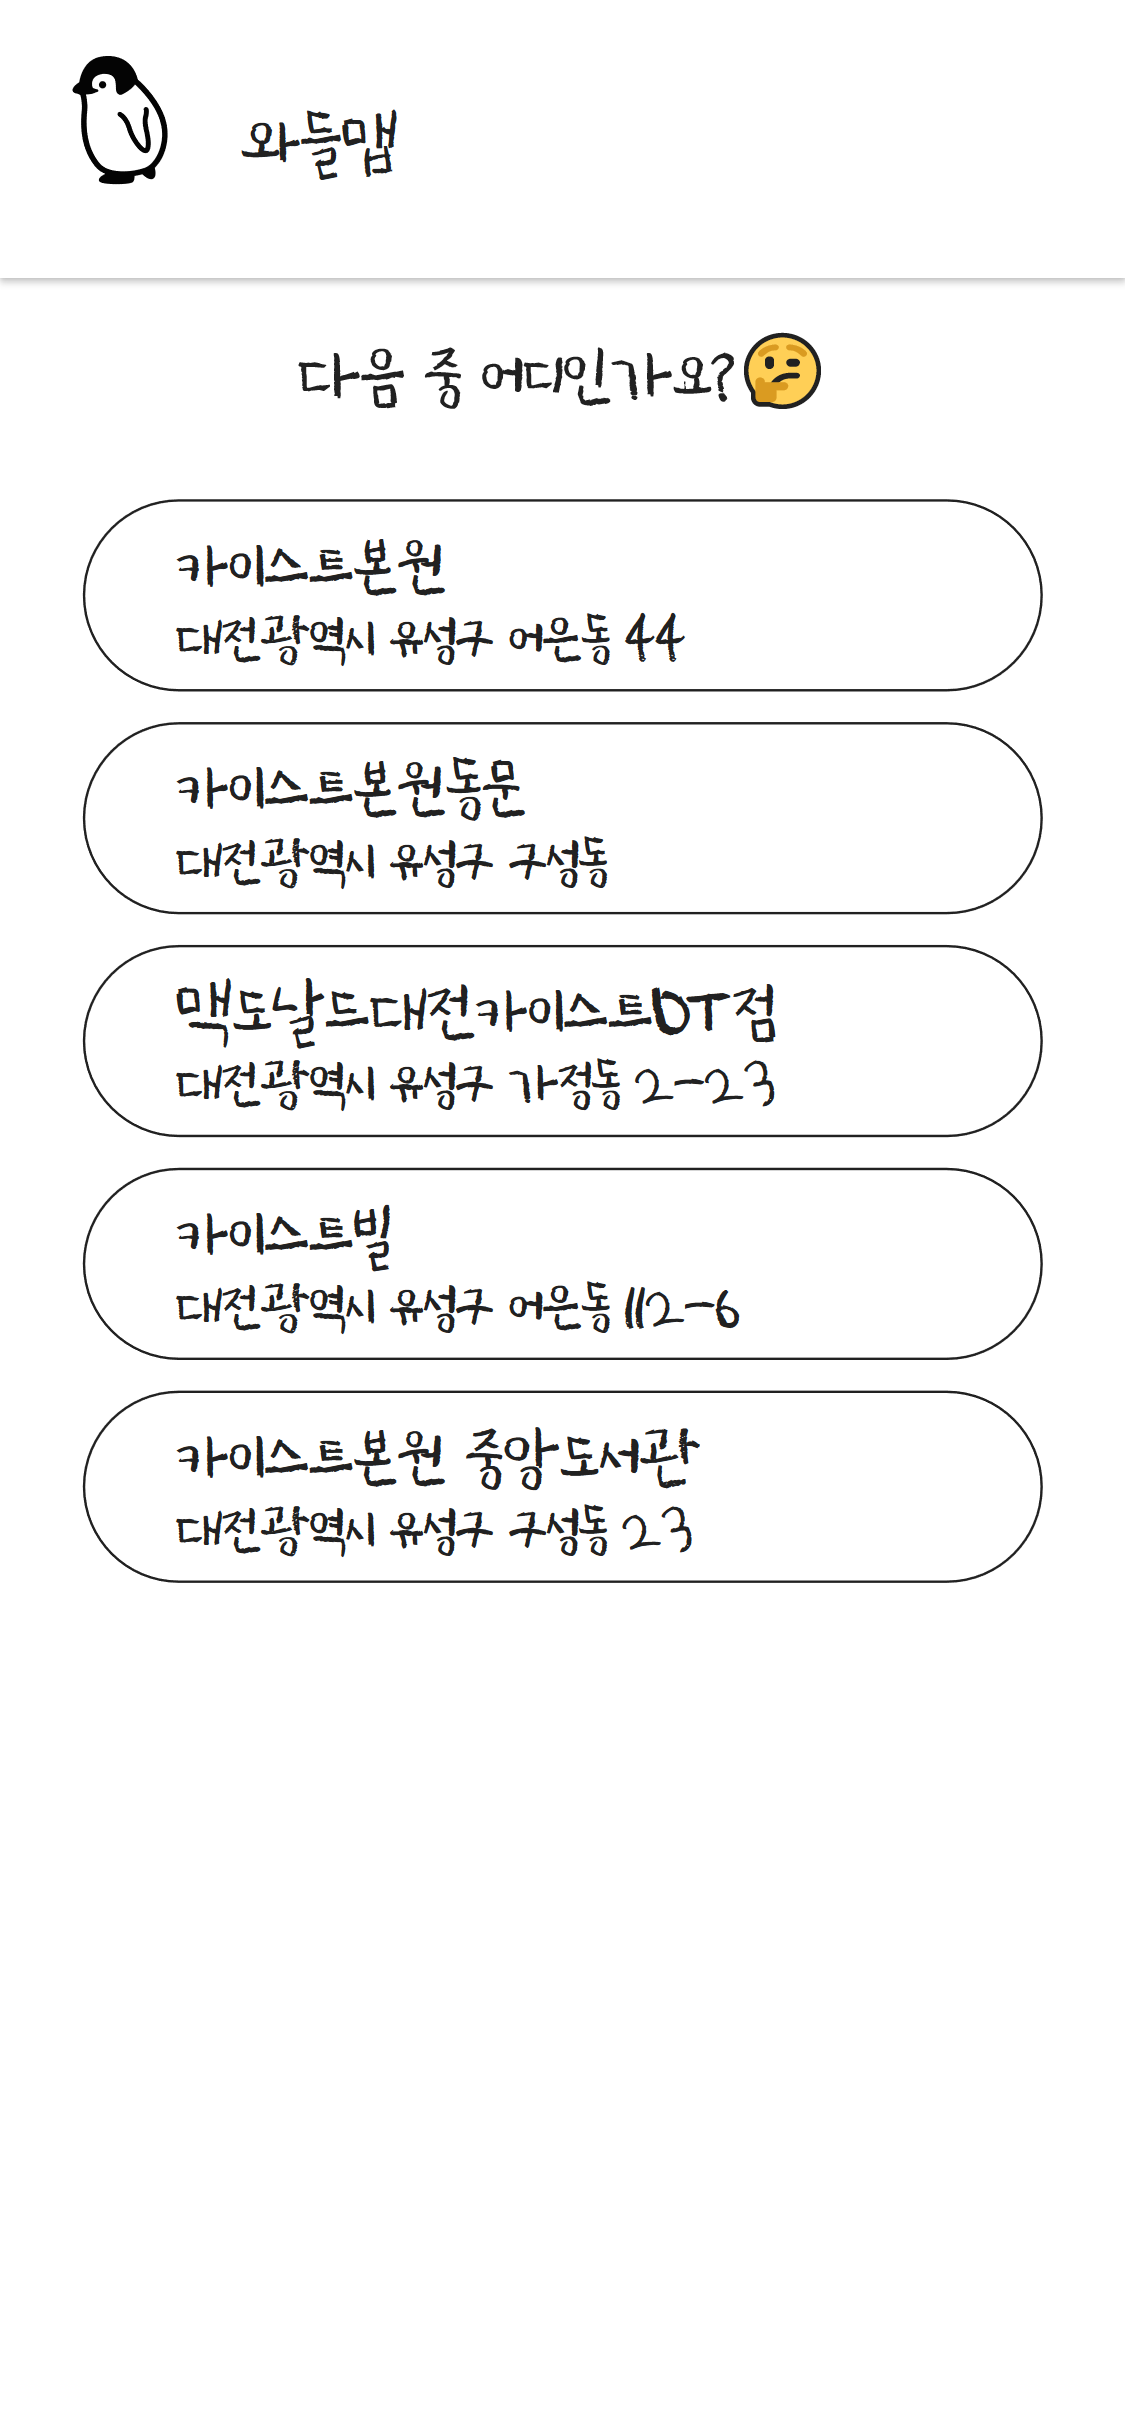 와들맵
다음 중 어디인가요?🤔
카이스트본원
대전광역시 유성구 어은동 44
카이스트본원동문
대전광역시 유성구 구성동
맥도날드대전카이스트DT점
대전광역시 유성구 가정동 2-23
카이스트빌
대전광역시 유성구 어은동 112-6
카이스트본원 중앙도서관
대전광역시 유성구 구성동 23